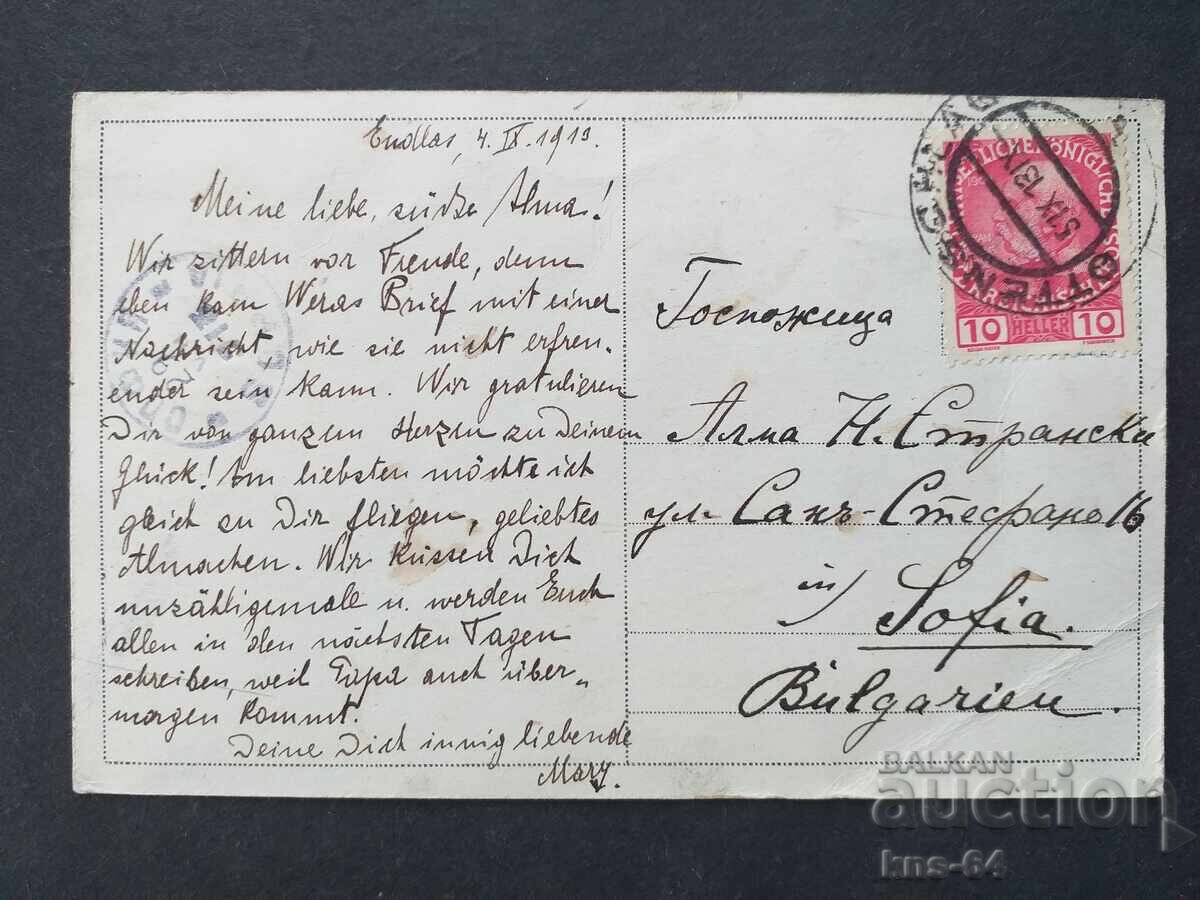 Endlas, 4. IX. 1913.
Meine liebe, süße Alma!
Wir zittern vor Freude, denn
eben kam Weras Brief mit einer
Nachricht wie sie nicht erfreu-
ender sein kann. Wir gratulieren
Dir von ganzem Herzen zu Deinem
Glück! Am liebsten möchte ich
gleich zu Dir fliegen, geliebtes
Almachen. Wir küssen Dich
unzähligemale u. werden Euch
allen in den nächsten Tagen
schreiben, weil Papa auch über-
morgen kommt.
Deine Dich innig liebende
Mary.
10 HELLER 10
Госпожица
Алма Н. Странски
ул. Санъ-Стефано 16
in)
Sofia.
Bulgarien.
BALKAN
auction
kns-64